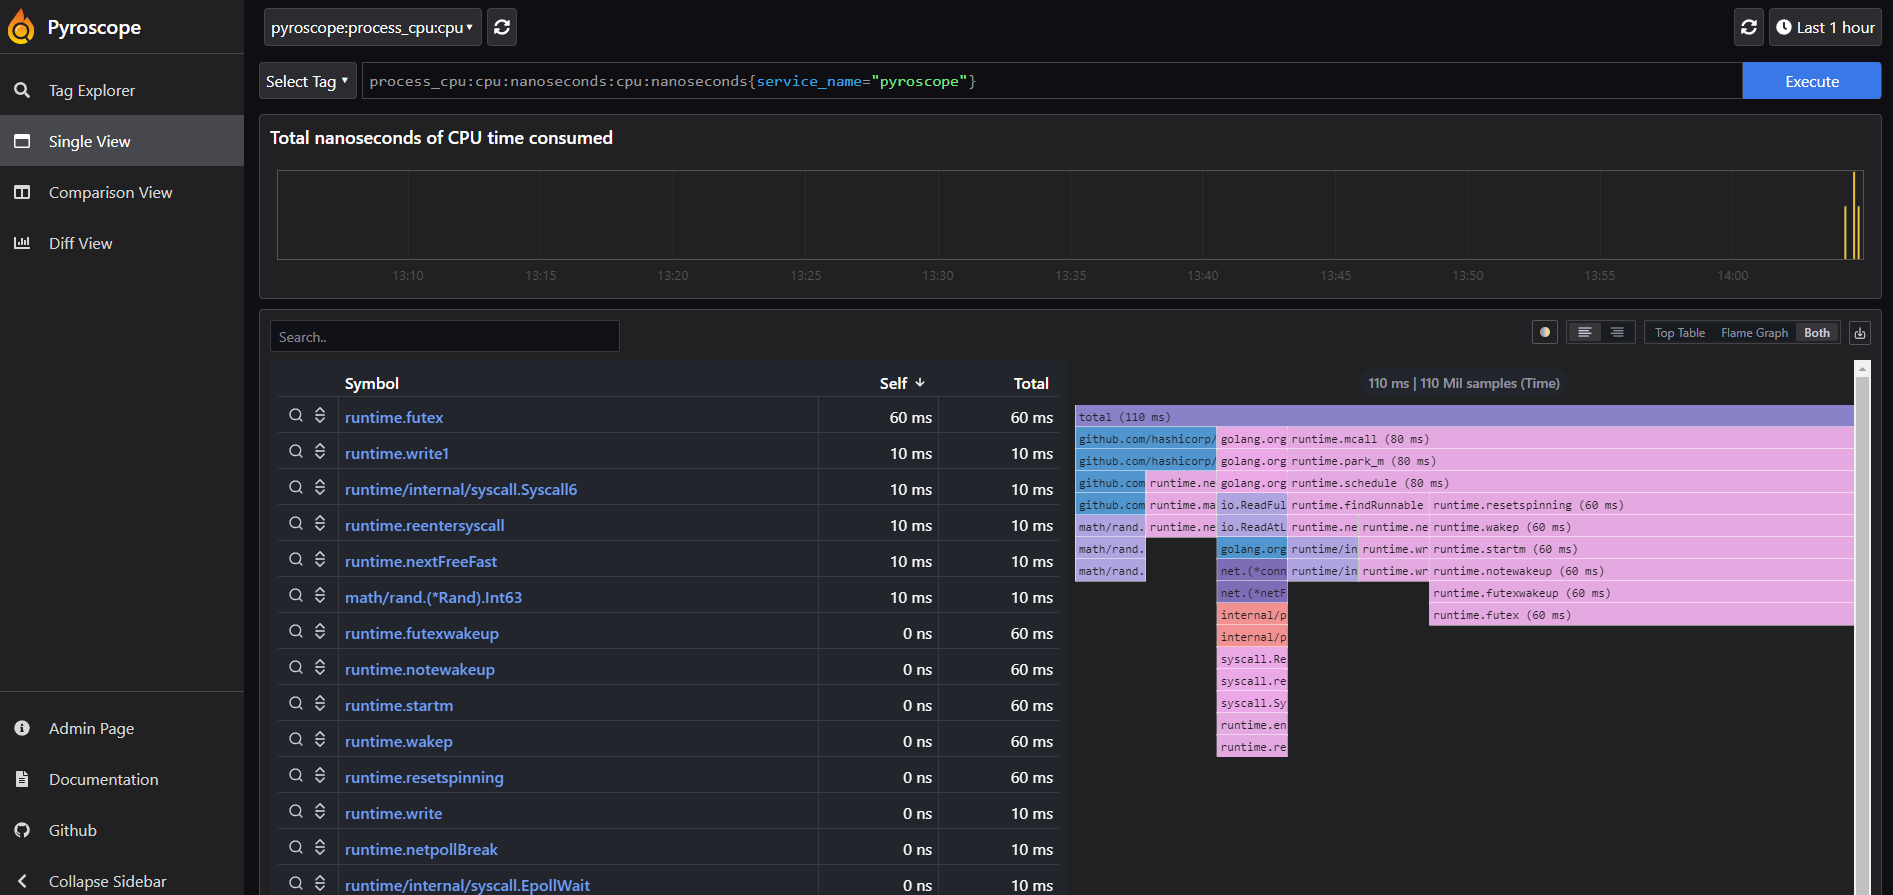 Pyroscope
Tag Explorer
Single View
Comparison View
Diff View
Admin Page
Documentation
Github
Collapse Sidebar
pyroscope:process_cpu:cpu
Last 1 hour
Select Tag
process_cpu:cpu:nanoseconds:cpu:nanoseconds{service_name="pyroscope"}
Execute
Total nanoseconds of CPU time consumed
13:10 13:15 13:20 13:25 13:30 13:35 13:40 13:45 13:50 13:55 14:00
Search..
Top Table Flame Graph Both
Symbol Self Total
runtime.futex 60 ms 60 ms
runtime.write1 10 ms 10 ms
runtime/internal/syscall.Syscall6 10 ms 10 ms
runtime.reentersyscall 10 ms 10 ms
runtime.nextFreeFast 10 ms 10 ms
math/rand.(*Rand).Int63 10 ms 10 ms
runtime.futexwakeup 0 ns 60 ms
runtime.notewakeup 0 ns 60 ms
runtime.startm 0 ns 60 ms
runtime.wakep 0 ns 60 ms
runtime.resetspinning 0 ns 60 ms
runtime.write 0 ns 10 ms
runtime.netpollBreak 0 ns 10 ms
runtime/internal/syscall.EpollWait 0 ns 10 ms
110 ms | 110 Mil samples (Time)
total (110 ms)
github.com/hashicorp/ golang.org runtime.mcall (80 ms)
github.com/hashicorp/ golang.org runtime.park_m (80 ms)
github.com runtime.ne golang.org runtime.schedule (80 ms)
github.com runtime.ma io.ReadFul runtime.findRunnable runtime.resetspinning (60 ms)
math/rand. runtime.ne io.ReadAtL runtime.ne runtime.ne runtime.wakep (60 ms)
math/rand. golang.org runtime/in runtime.wr runtime.startm (60 ms)
math/rand. net.(*conn runtime/in runtime.wr runtime.notewakeup (60 ms)
net.(*netF runtime.futexwakeup (60 ms)
internal/p runtime.futex (60 ms)
internal/p
syscall.Re
syscall.re
syscall.Sy
runtime.en
runtime.re